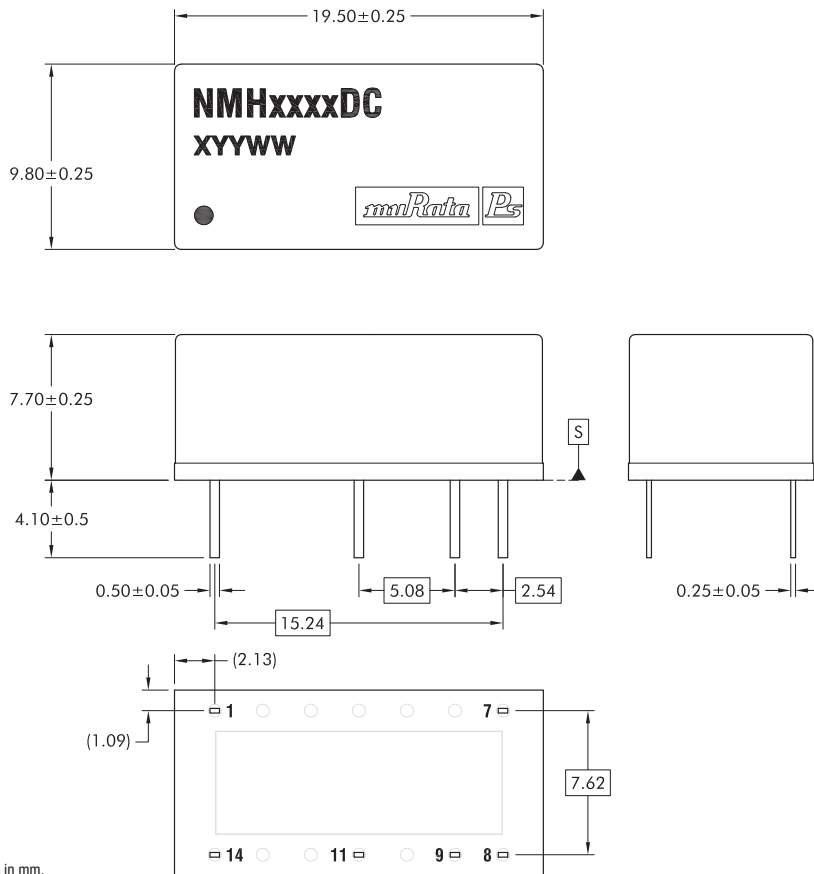 19.50±0.25
NMHxxxxDC
XYYWW
9.80±0.25
muRata Ps
7.70±0.25
S
4.10±0.5
0.50±0.05
5.08
2.54
0.25±0.05
15.24
(2.13)
1 7
(1.09)
7.62
14 11 9 8
in mm.